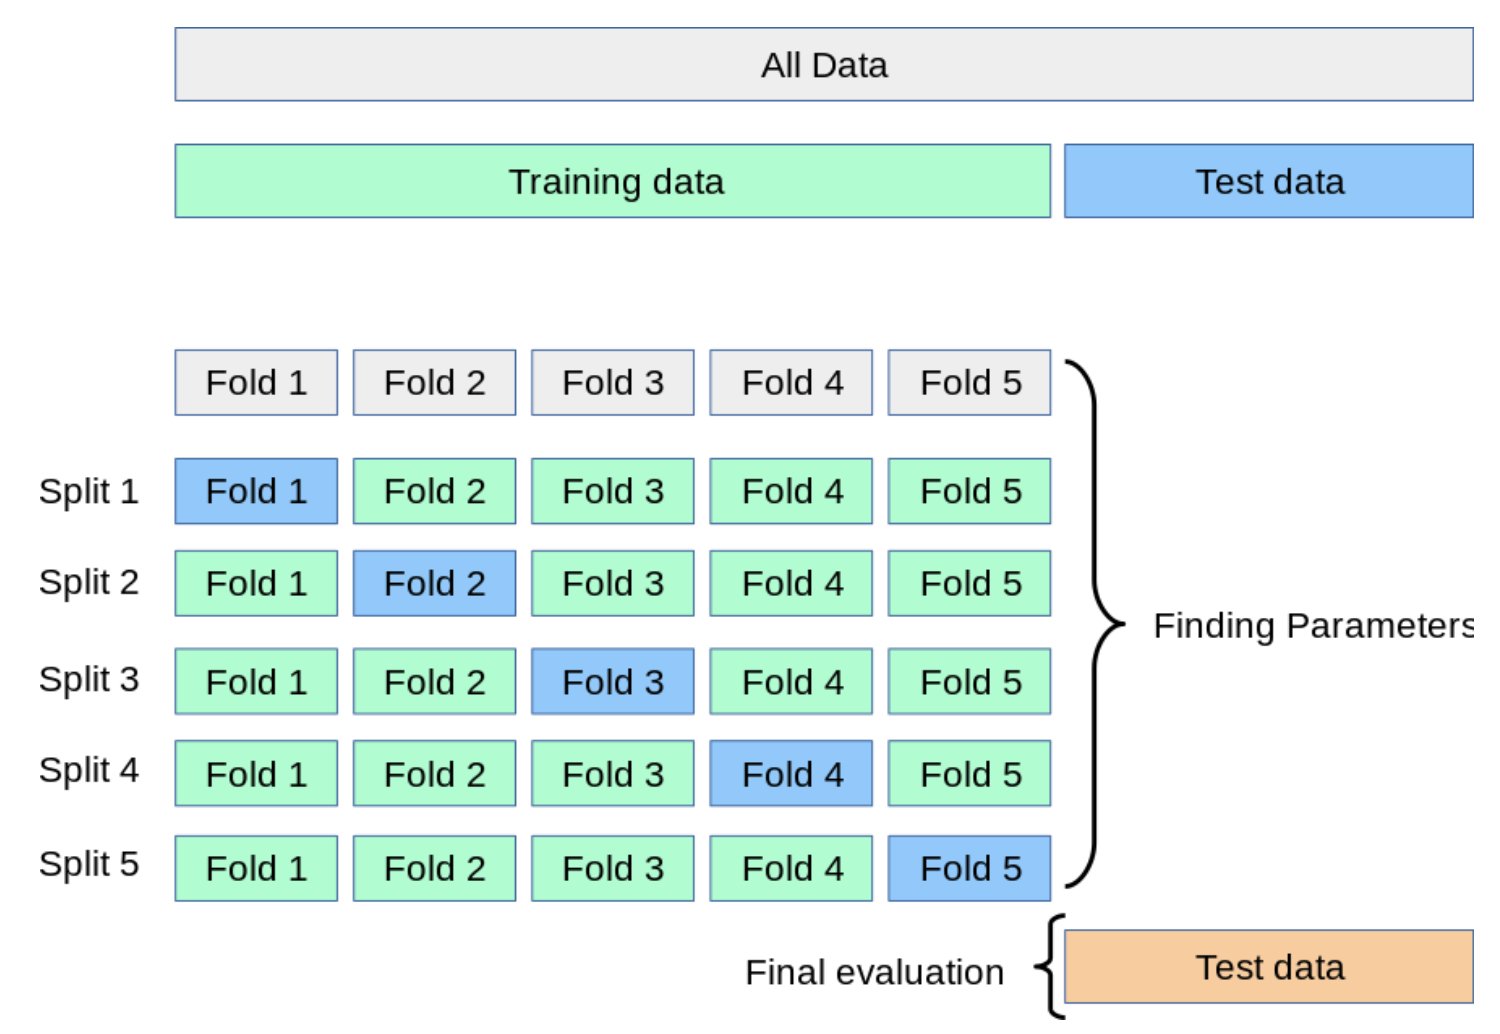 All Data
Training data Test data
Fold 1 Fold 2 Fold 3 Fold 4 Fold 5
Split 1 Fold 1 Fold 2 Fold 3 Fold 4 Fold 5
Split 2 Fold 1 Fold 2 Fold 3 Fold 4 Fold 5
Finding Parameters
Split 3 Fold 1 Fold 2 Fold 3 Fold 4 Fold 5
Split 4 Fold 1 Fold 2 Fold 3 Fold 4 Fold 5
Split 5 Fold 1 Fold 2 Fold 3 Fold 4 Fold 5
Final evaluation Test data